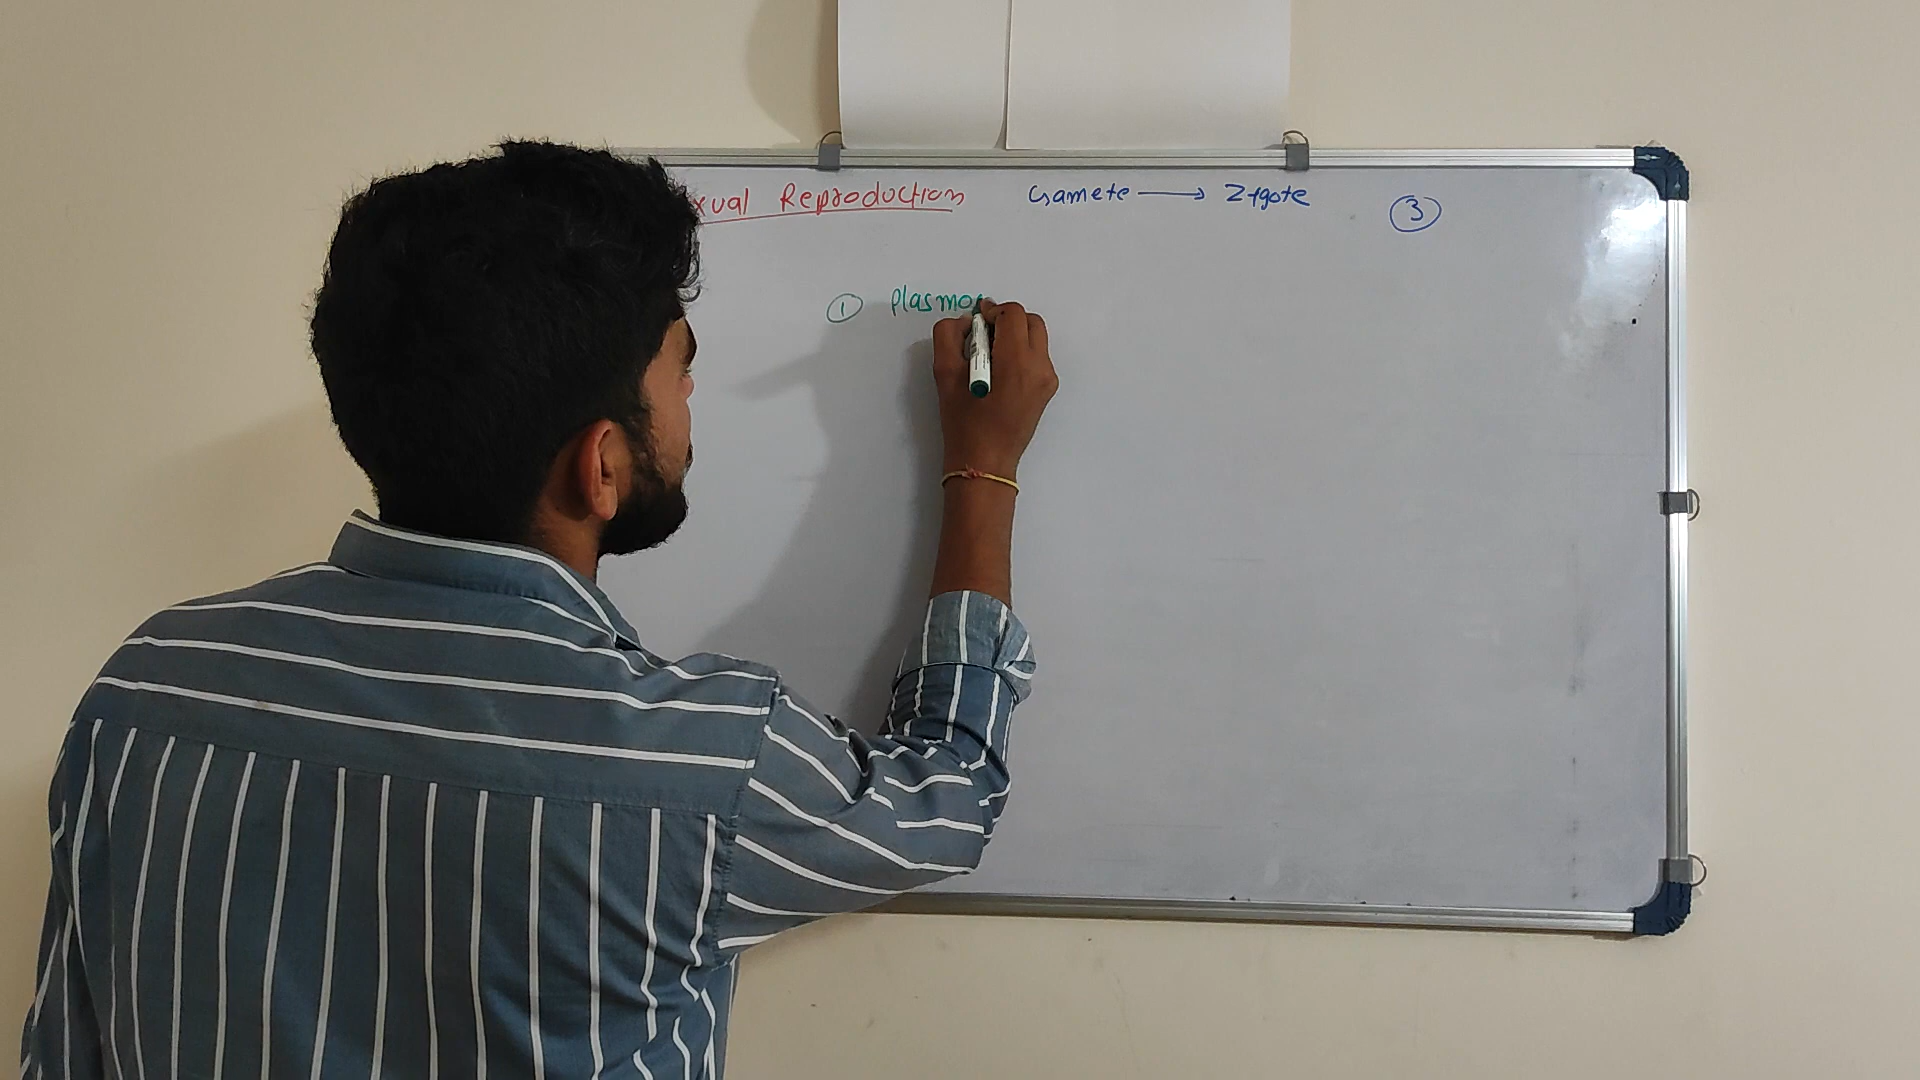 xual Reproduction Gamete → Zygote ③
① Plasmo